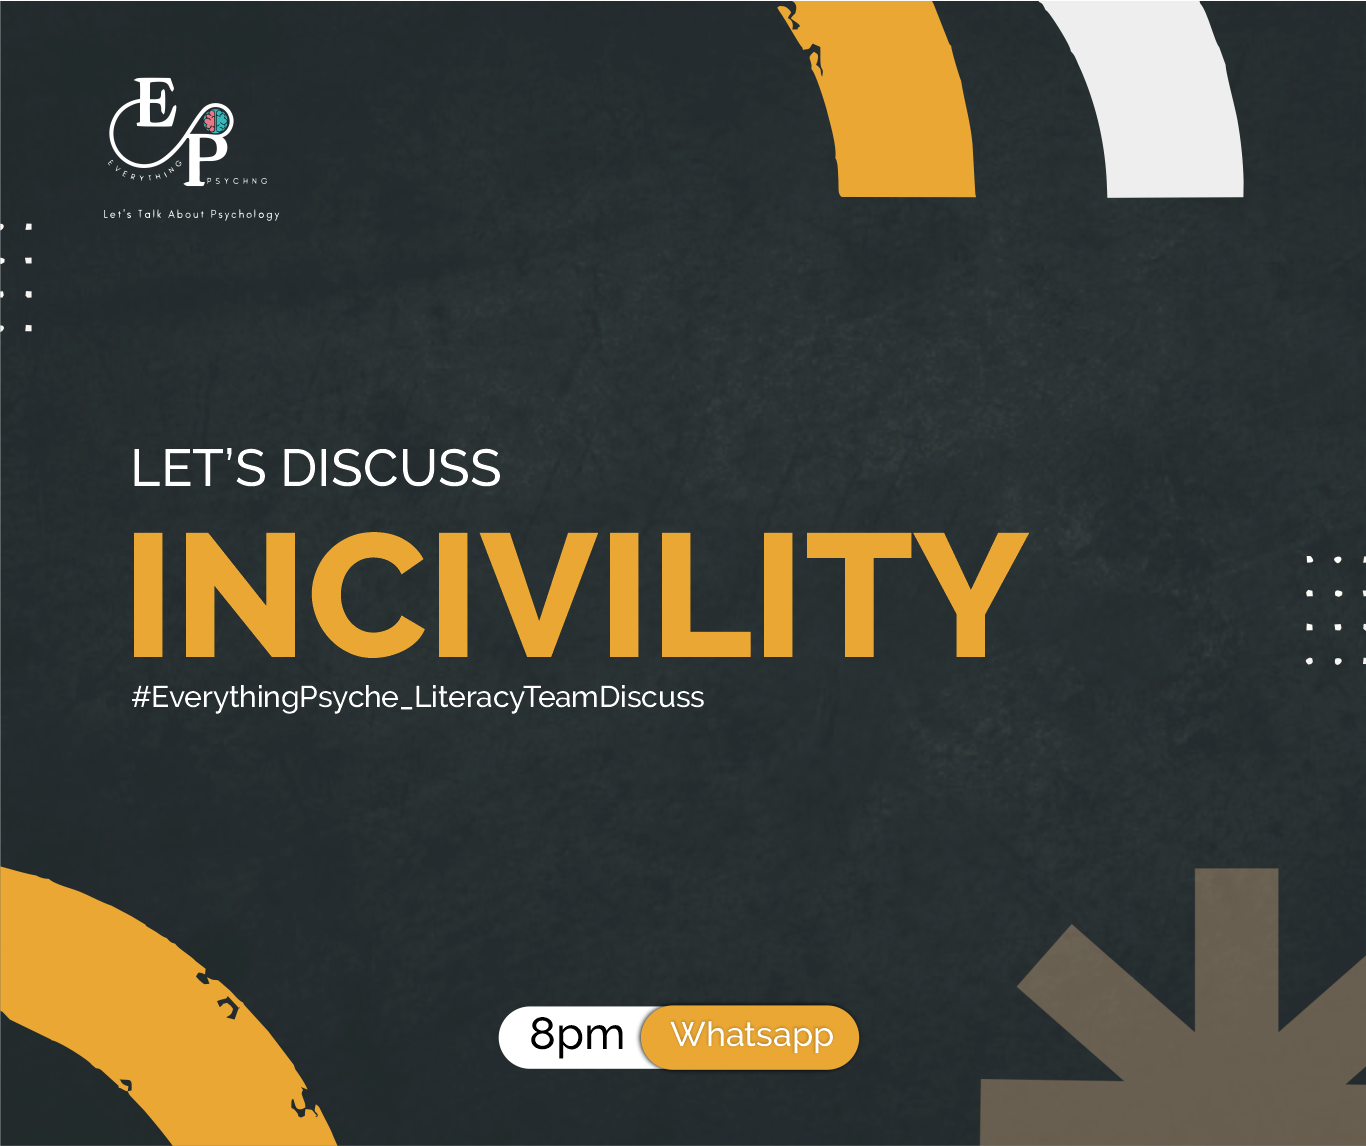 EP
EVERYTHING
PSYCHNG
Let's Talk About Psychology
LET'S DISCUSS
INCIVILITY
#EverythingPsyche_LiteracyTeamDiscuss
8pm Whatsapp